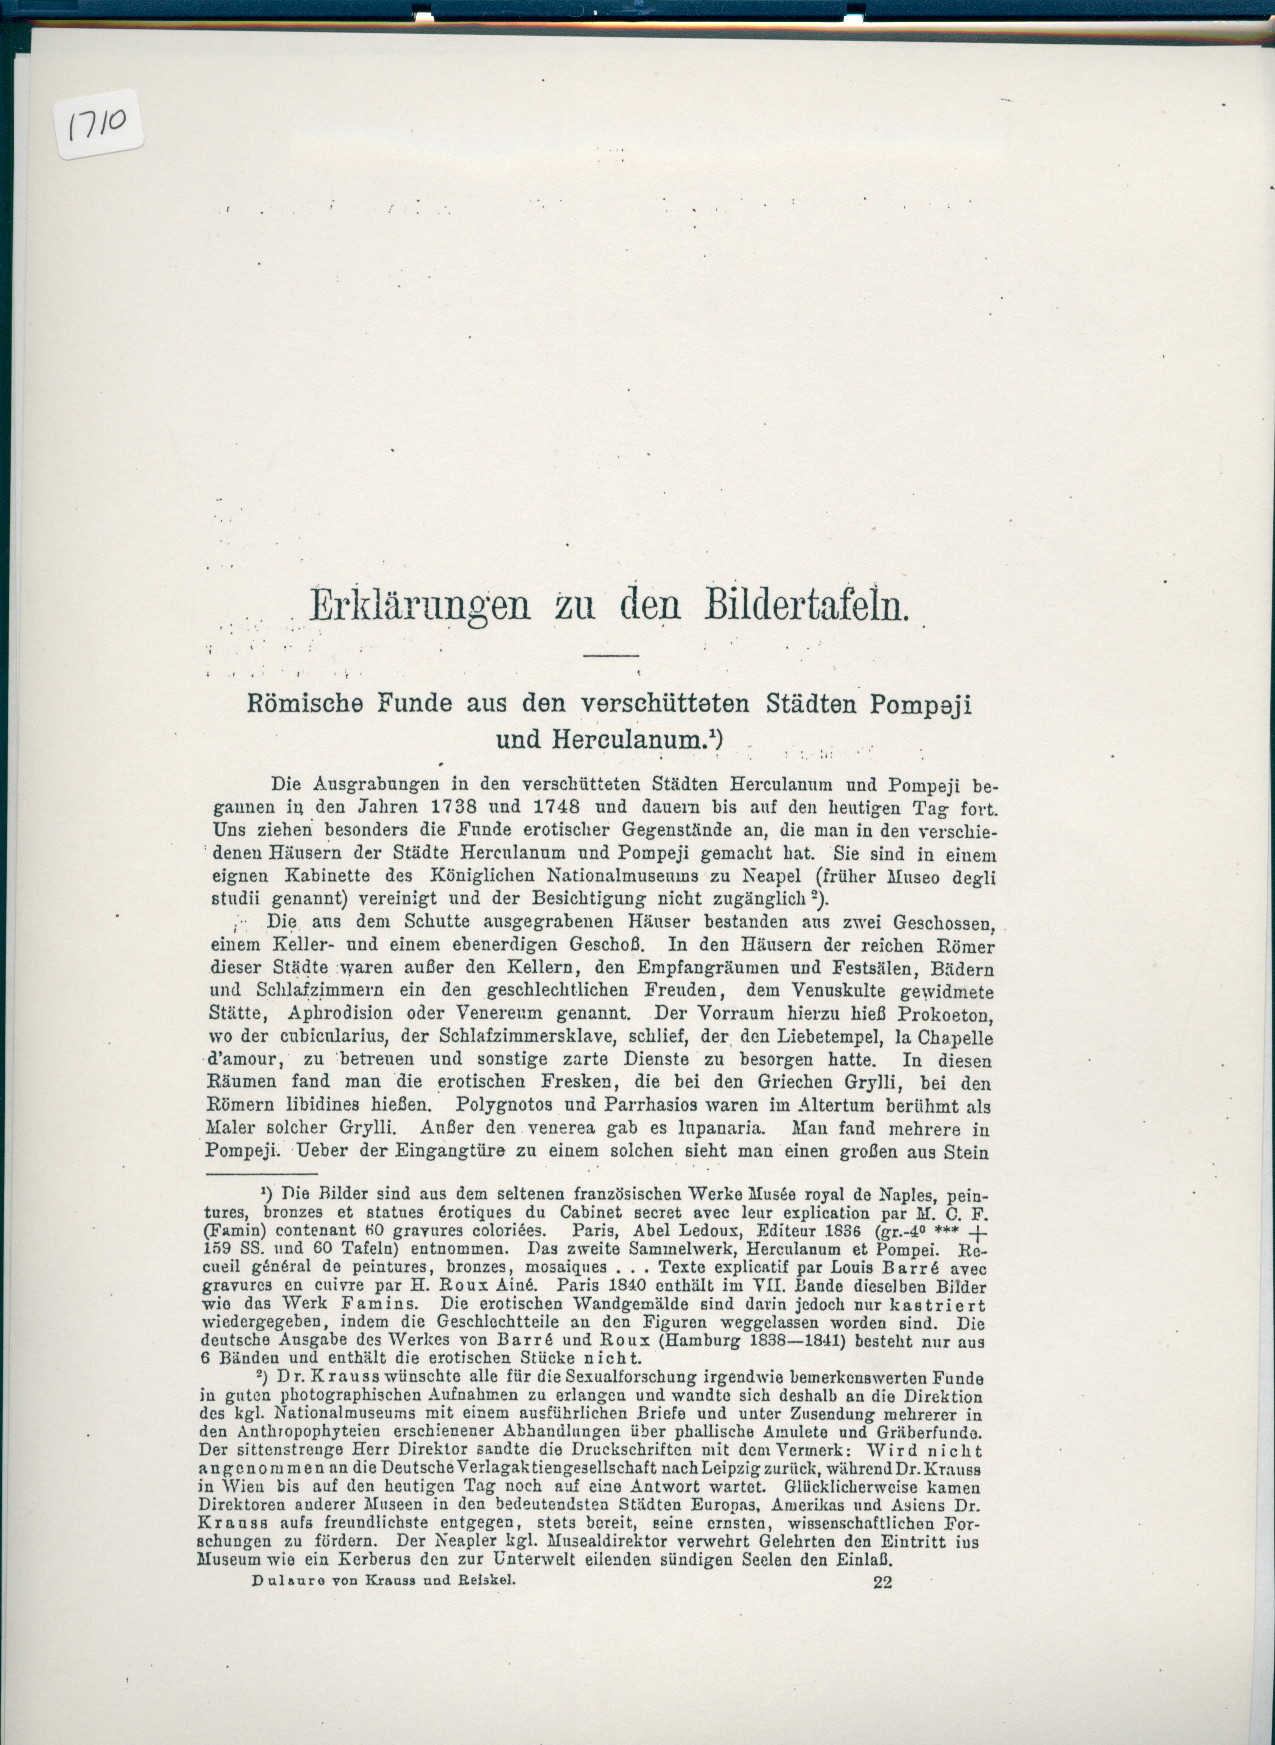 1710
Erklärungen zu den Bildertafeln.
Römische Funde aus den verschütteten Städten Pompeji
und Herculanum.¹)
Die Ausgrabungen in den verschütteten Städten Herculanum und Pompeji be-
gannen in den Jahren 1738 und 1748 und dauern bis auf den heutigen Tag fort.
Uns ziehen besonders die Funde erotischer Gegenstände an, die man in den verschie-
denen Häusern der Städte Herculanum und Pompeji gemacht hat. Sie sind in einem
eignen Kabinette des Königlichen Nationalmuseums zu Neapel (früher Museo degli
studii genannt) vereinigt und der Besichtigung nicht zugänglich ²).
Die aus dem Schutte ausgegrabenen Häuser bestanden aus zwei Geschossen,
einem Keller- und einem ebenerdigen Geschoß. In den Häusern der reichen Römer
dieser Städte waren außer den Kellern, den Empfangräumen und Festsälen, Bädern
und Schlafzimmern ein den geschlechtlichen Freuden, dem Venuskulte gewidmete
Stätte, Aphrodision oder Venereum genannt. Der Vorraum hierzu hieß Prokoeton,
wo der cubicularius, der Schlafzimmersklave, schlief, der den Liebetempel, la Chapelle
d'amour, zu betreuen und sonstige zarte Dienste zu besorgen hatte. In diesen
Räumen fand man die erotischen Fresken, die bei den Griechen Grylli, bei den
Römern libidines hießen. Polygnotos und Parrhasios waren im Altertum berühmt als
Maler solcher Grylli. Außer den venerea gab es lupanaria. Man fand mehrere in
Pompeji. Ueber der Eingangtüre zu einem solchen sieht man einen großen aus Stein
¹) Die Bilder sind aus dem seltenen französischen Werke Musée royal de Naples, pein-
tures, bronzes et statues érotiques du Cabinet secret avec leur explication par M. C. F.
(Famin) contenant 60 gravures coloriées. Paris, Abel Ledoux, Editeur 1836 (gr.-4⁰ *** +
159 SS. und 60 Tafeln) entnommen. Das zweite Sammelwerk, Herculanum et Pompei. Re-
cueil général de peintures, bronzes, mosaiques . . . Texte explicatif par Louis Barré avec
gravures en cuivre par H. Roux Ainé. Paris 1840 enthält im VII. Bande dieselben Bilder
wie das Werk Famins. Die erotischen Wandgemälde sind darin jedoch nur kastriert
wiedergegeben, indem die Geschlechtteile an den Figuren weggelassen worden sind. Die
deutsche Ausgabe des Werkes von Barré und Roux (Hamburg 1838—1841) besteht nur aus
6 Bänden und enthält die erotischen Stücke nicht.
²) Dr. Krauss wünschte alle für die Sexualforschung irgendwie bemerkenswerten Funde
in guten photographischen Aufnahmen zu erlangen und wandte sich deshalb an die Direktion
des kgl. Nationalmuseums mit einem ausführlichen Briefe und unter Zusendung mehrerer in
den Anthropophyteien erschienener Abhandlungen über phallische Amulete und Gräberfunde.
Der sittenstrenge Herr Direktor sandte die Druckschriften mit dem Vermerk: Wird nicht
angenommen an die Deutsche Verlagaktiengesellschaft nach Leipzig zurück, während Dr. Krauss
in Wien bis auf den heutigen Tag noch auf eine Antwort wartet. Glücklicherweise kamen
Direktoren anderer Museen in den bedeutendsten Städten Europas, Amerikas und Asiens Dr.
Krauss aufs freundlichste entgegen, stets bereit, seine ernsten, wissenschaftlichen For-
schungen zu fördern. Der Neapler kgl. Musealdirektor verwehrt Gelehrten den Eintritt ins
Museum wie ein Kerberus den zur Unterwelt eilenden sündigen Seelen den Einlaß.
Dulaure von Krauss und Reiskel. 22